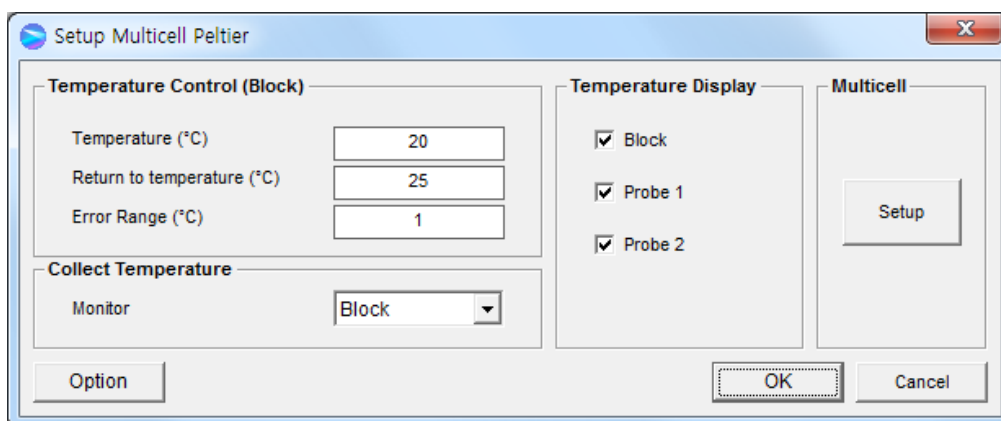 Setup Multicell Peltier
Temperature Control (Block)
Temperature (°C) 20
Return to temperature (°C) 25
Error Range (°C) 1
Collect Temperature
Monitor Block
Temperature Display
Block
Probe 1
Probe 2
Multicell
Setup
Option
OK
Cancel